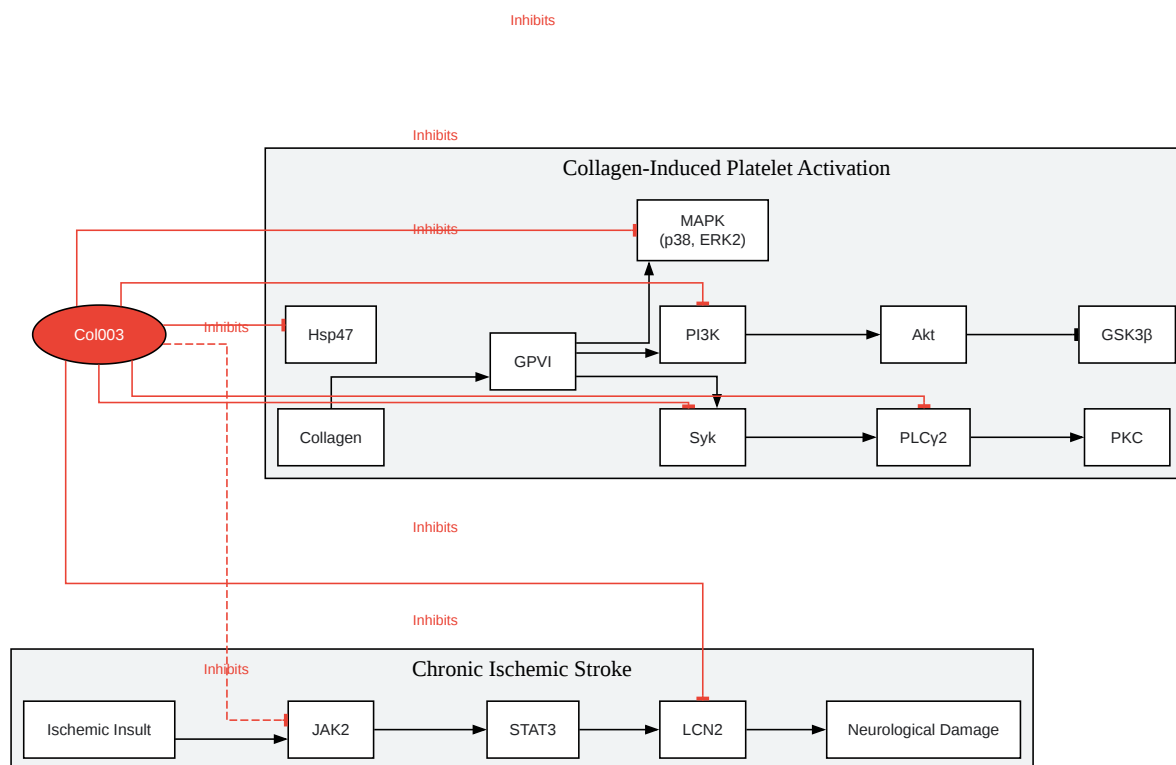 Inhibits
Inhibits
Collagen-Induced Platelet Activation
MAPK
(p38, ERK2)
Inhibits
Col003
Inhibits
Hsp47
GPVI
PI3K
Akt
GSK3β
Collagen
Syk
PLCγ2
PKC
Inhibits
Inhibits
Chronic Ischemic Stroke
Inhibits
Ischemic Insult
JAK2
STAT3
LCN2
Neurological Damage